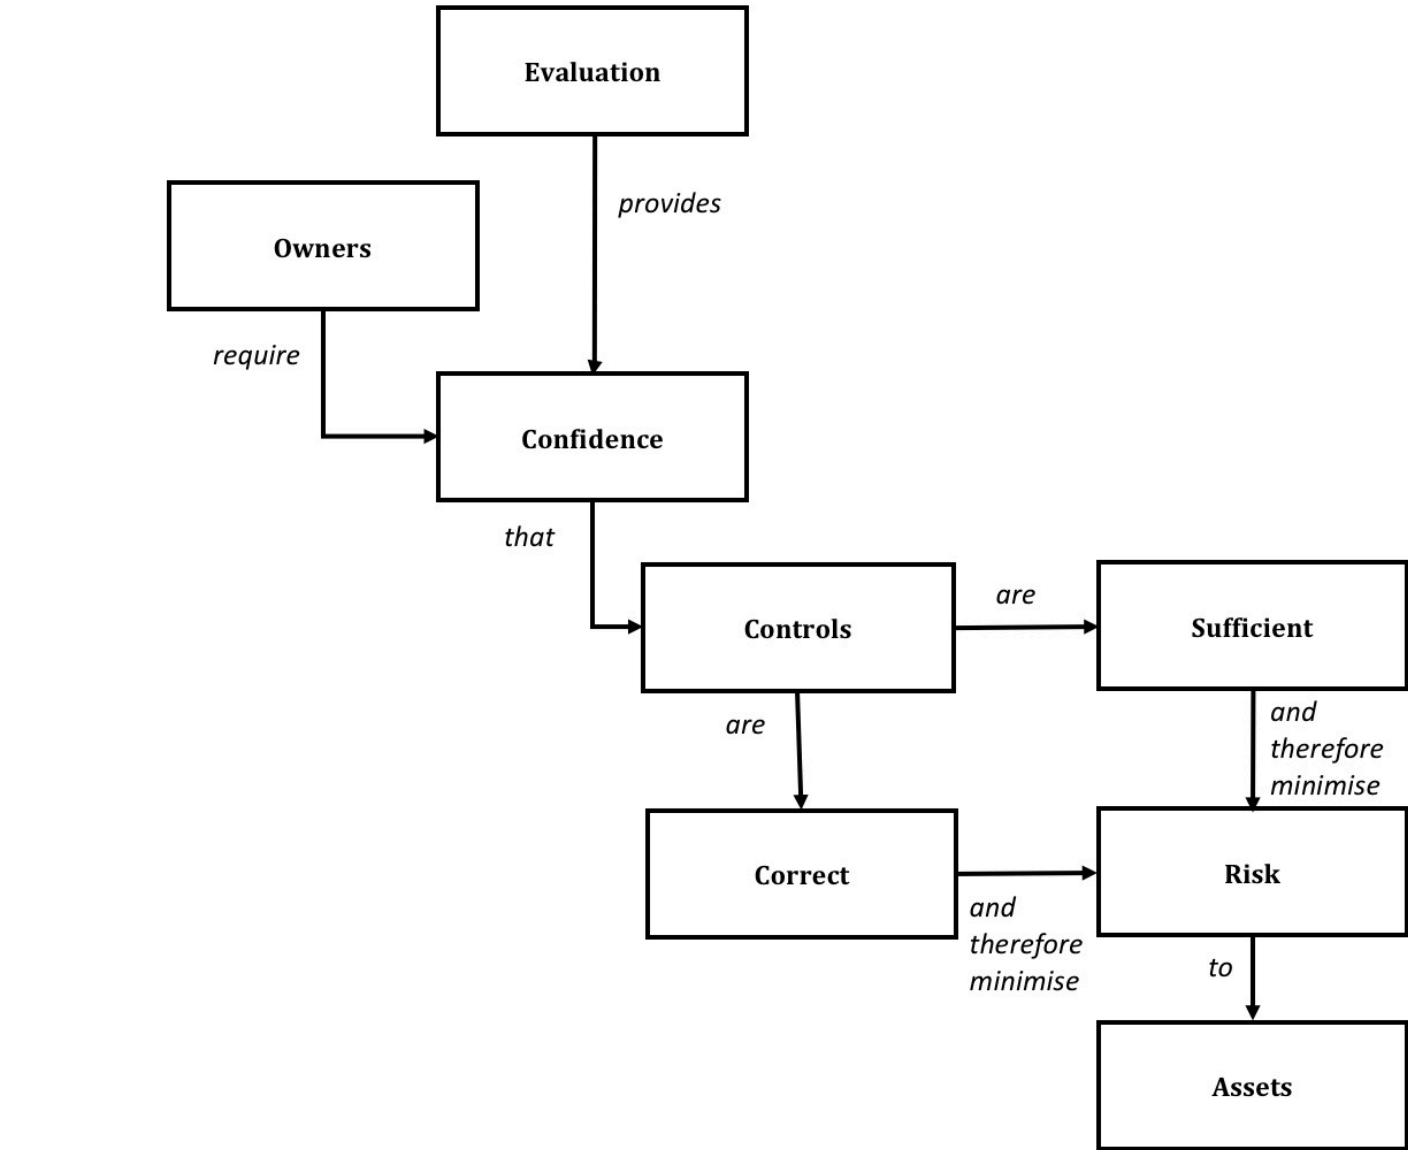 Evaluation
provides
Owners
require
Confidence
that
Controls
are
Sufficient
are
and
therefore
minimise
Correct
and
therefore
minimise
Risk
to
Assets